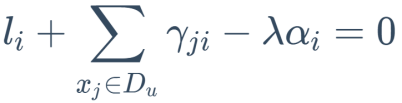 $l_i + \sum_{x_j \in D_u} \gamma_{ji} - \lambda \alpha_i = 0$